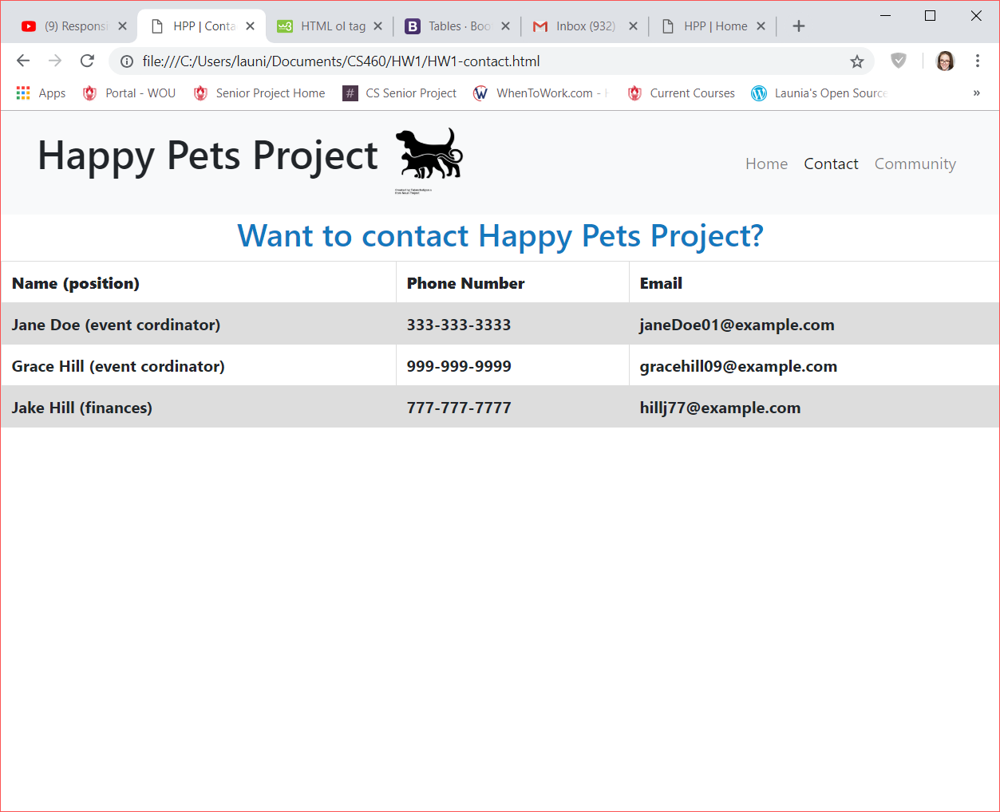 (9) Responsi
HPP | Conta
HTML ol tag
Tables · Boo
Inbox (932)
HPP | Home
file:///C:/Users/launi/Documents/CS460/HW1/HW1-contact.html
Apps
Portal - WOU
Senior Project Home
CS Senior Project
WhenToWork.com -
Current Courses
Launia's Open Source
»
Happy Pets Project
Home Contact Community
Want to contact Happy Pets Project?
Name (position) Phone Number Email
Jane Doe (event cordinator) 333-333-3333 janeDoe01@example.com
Grace Hill (event cordinator) 999-999-9999 gracehill09@example.com
Jake Hill (finances) 777-777-7777 hillj77@example.com